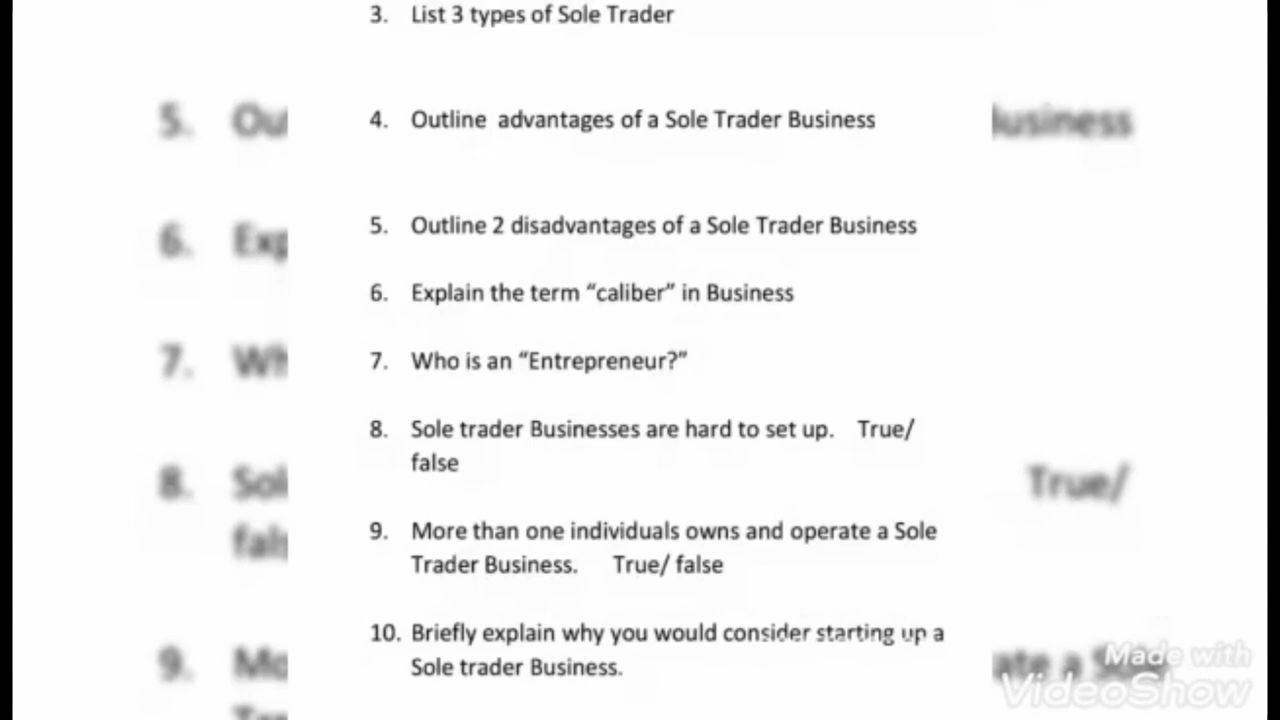 3. List 3 types of Sole Trader
4. Outline advantages of a Sole Trader Business
5. Outline 2 disadvantages of a Sole Trader Business
6. Explain the term “caliber” in Business
7. Who is an “Entrepreneur?”
8. Sole trader Businesses are hard to set up. True/
false
9. More than one individuals owns and operate a Sole
Trader Business. True/ false
10. Briefly explain why you would consider starting up a
Sole trader Business.
Made with
VideoShow